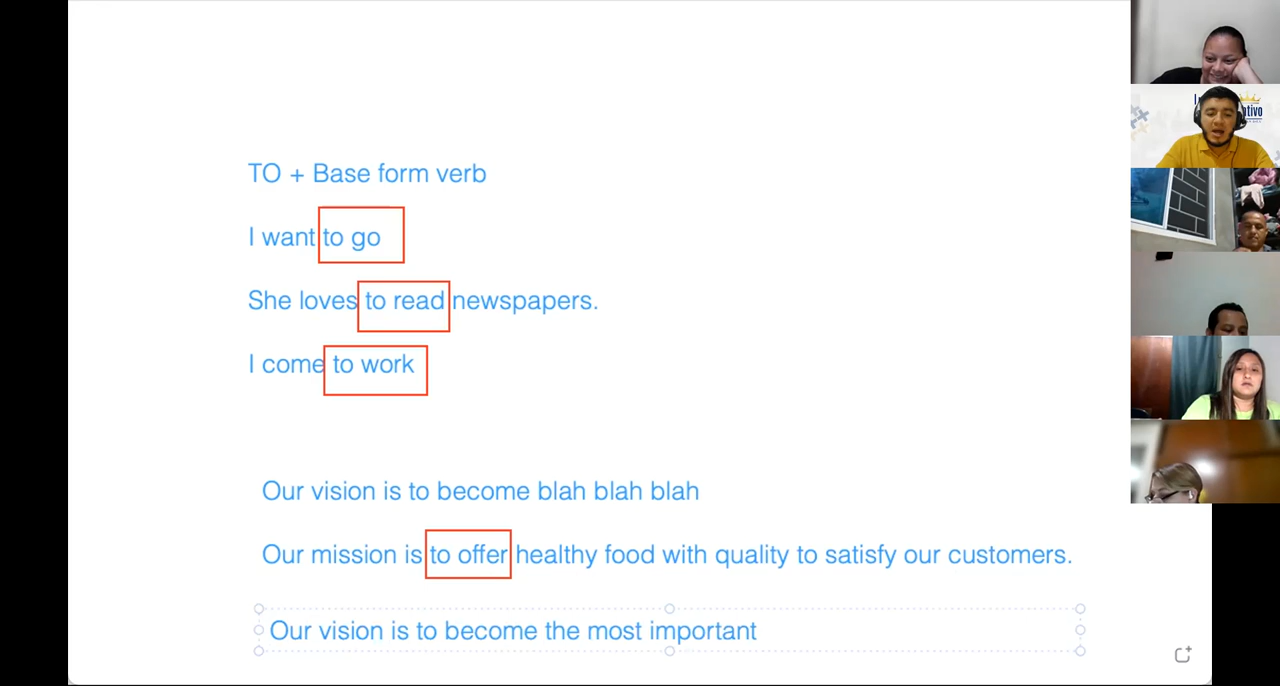 TO + Base form verb
I want to go
She loves to read newspapers.
I come to work
Our vision is to become blah blah blah
Our mission is to offer healthy food with quality to satisfy our customers.
Our vision is to become the most important